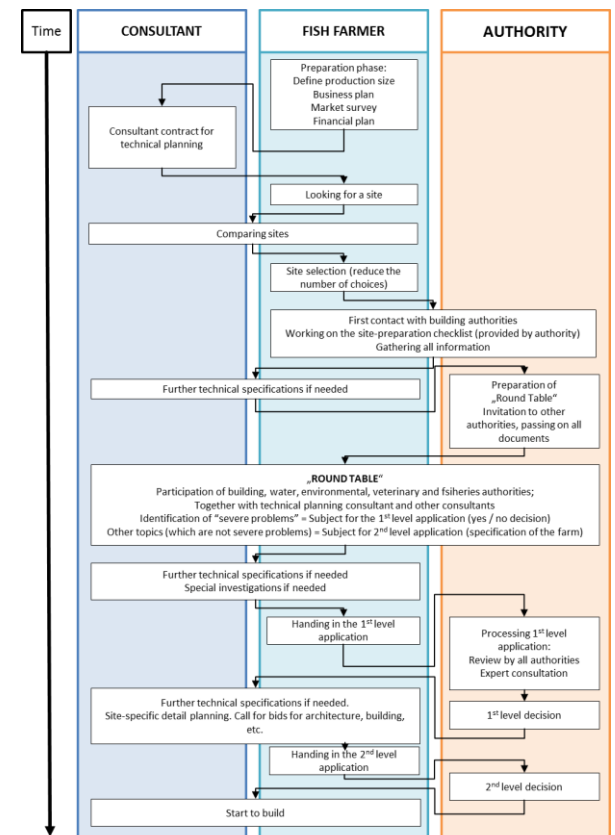 Time
CONSULTANT
FISH FARMER
AUTHORITY
Preparation phase:
Define production size
Business plan
Market survey
Financial plan
Consultant contract for
technical planning
Looking for a site
Comparing sites
Site selection (reduce the
number of choices)
First contact with building authorities
Working on the site-preparation checklist (provided by authority)
Gathering all information
Further technical specifications if needed
Preparation of
„Round Table“
Invitation to other
authorities, passing on all
documents
„ROUND TABLE“
Participation of building, water, environmental, veterinary and fsiheries authorities;
Together with technical planning consultant and other consultants
Identification of “severe problems” = Subject for the 1st level application (yes / no decision)
Other topics (which are not severe problems) = Subject for 2nd level application (specification of the farm)
Further technical specifications if needed
Special investigations if needed
Handing in the 1st level
application
Processing 1st level
application:
Review by all authorities
Expert consultation
Further technical specifications if needed.
Site-specific detail planning. Call for bids for architecture, building,
etc.
1st level decision
Handing in the 2nd level
application
2nd level decision
Start to build